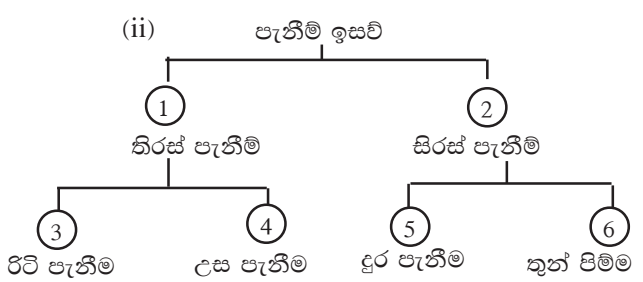 (ii) පැනීම් ඉසව්
1 2
තිරස් පැනීම් සිරස් පැනීම්
3 4 5 6
රිටි පැනීම උස පැනීම දුර පැනීම තුන් පිම්ම